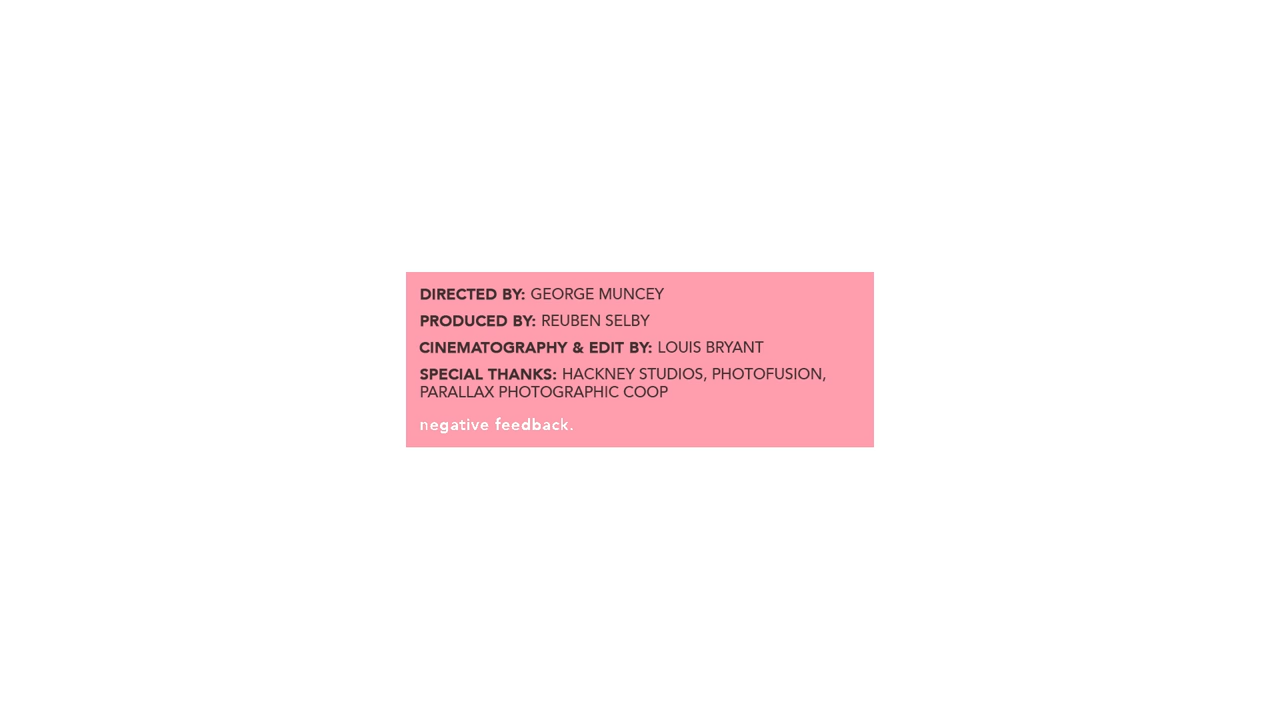 DIRECTED BY: GEORGE MUNCEY
PRODUCED BY: REUBEN SELBY
CINEMATOGRAPHY & EDIT BY: LOUIS BRYANT
SPECIAL THANKS: HACKNEY STUDIOS, PHOTOFUSION,
PARALLAX PHOTOGRAPHIC COOP
negative feedback.